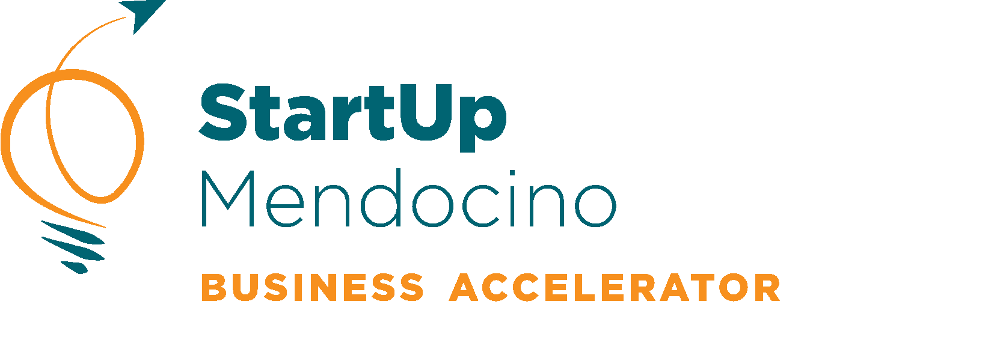 StartUp
Mendocino
BUSINESS ACCELERATOR